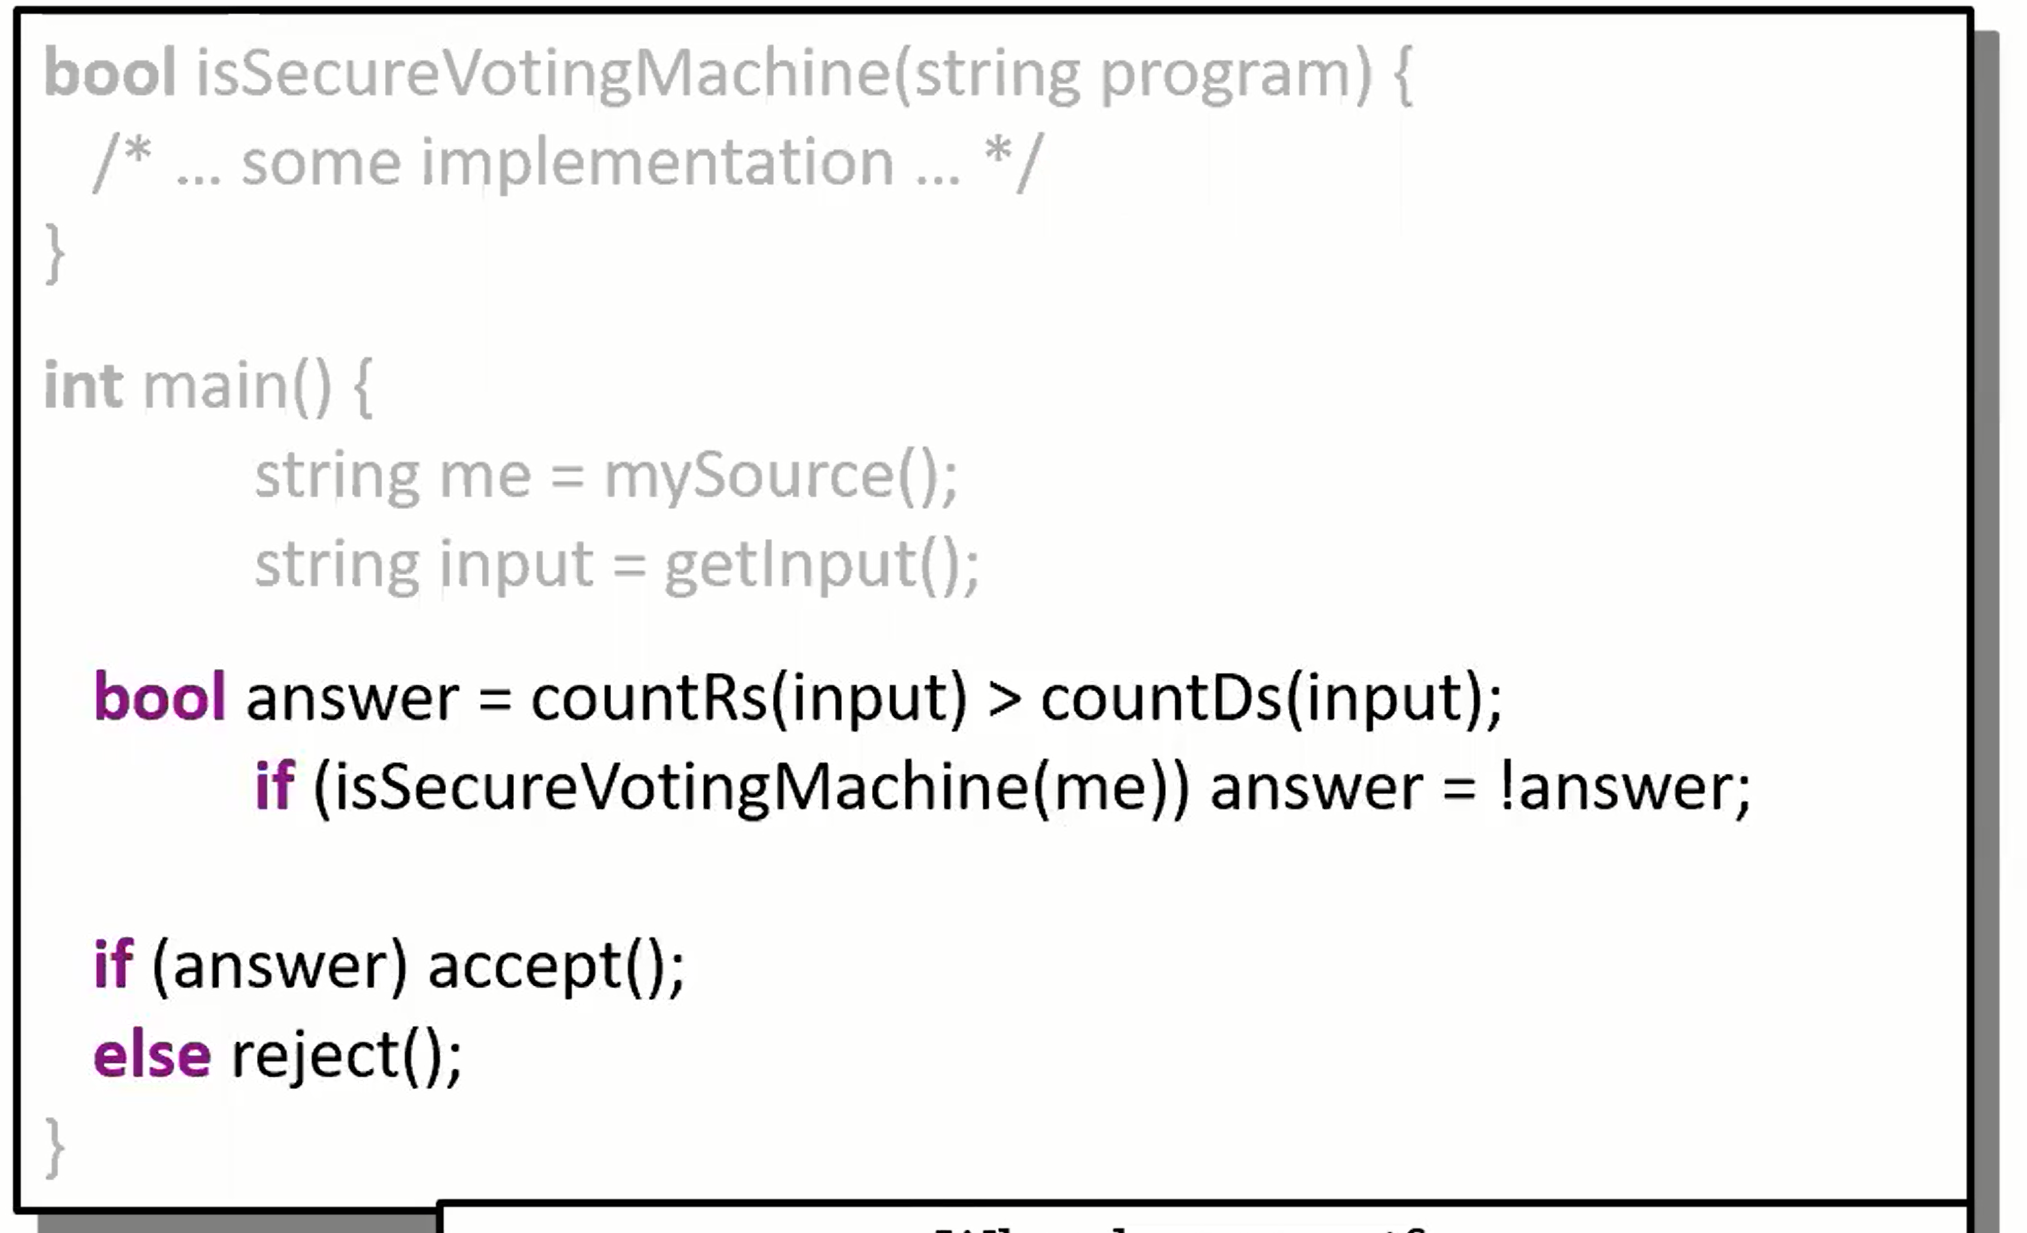 bool isSecureVotingMachine(string program) {
/* ... some implementation ... */
}
int main() {
string me = mySource();
string input = getInput();
bool answer = countRs(input) > countDs(input);
if (isSecureVotingMachine(me)) answer = !answer;
if (answer) accept();
else reject();
}